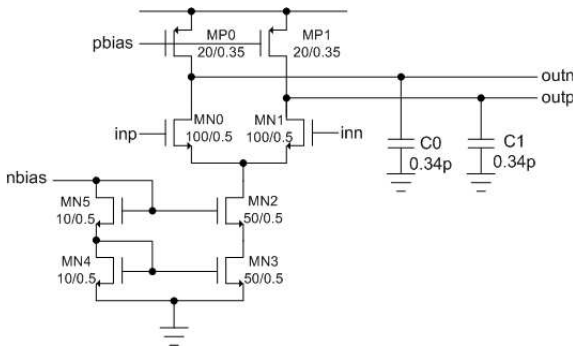 MP0
20/0.35
MP1
20/0.35
pbias
outn
outp
MN0
100/0.5
MN1
100/0.5
inp
inn
C0
0.34p
C1
0.34p
nbias
MN5
10/0.5
MN2
50/0.5
MN4
10/0.5
MN3
50/0.5